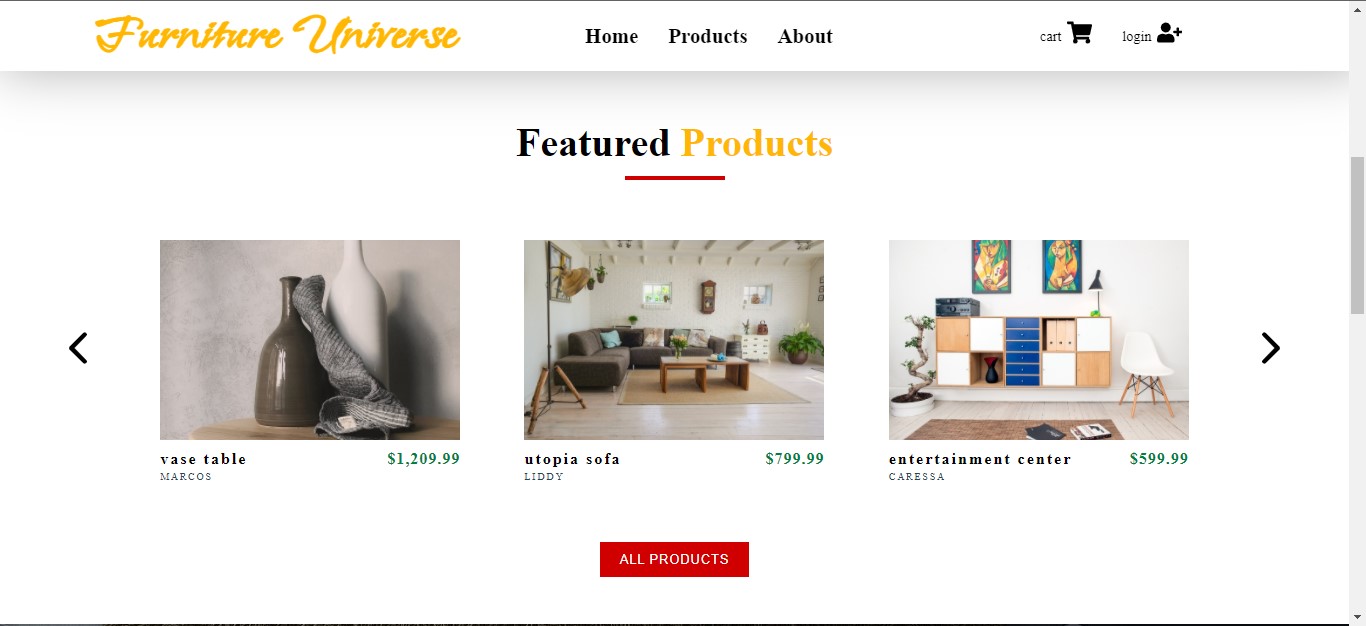 Furniture Universe
Home Products About
cart login
Featured Products
vase table $1,209.99
MARCOS
utopia sofa $799.99
LIDDY
entertainment center $599.99
CARESSA
ALL PRODUCTS